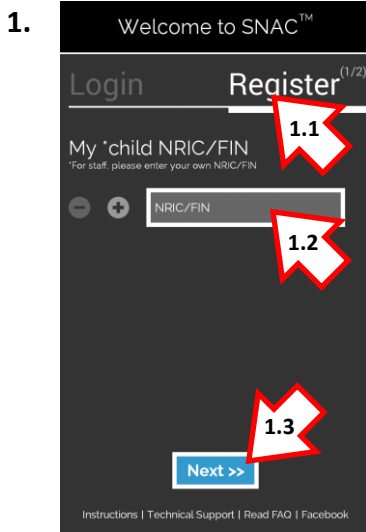 1.
Welcome to SNAC™
Login Register (1/2)
1.1
My *child NRIC/FIN
*For staff, please enter your own NRIC/FIN
NRIC/FIN
1.2
1.3
Next >>
Instructions | Technical Support | Read FAQ | Facebook